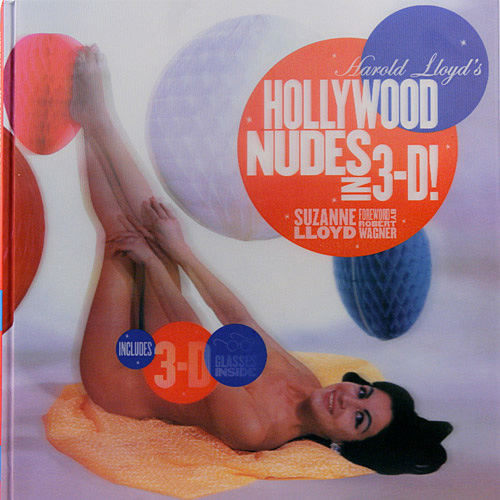 Harold Lloyd's
HOLLYWOOD
NUDES
IN
3-D!
SUZANNE
LLOYD
FOREWORD BY
ROBERT
WAGNER
INCLUDES
3-D
GLASSES
INSIDE